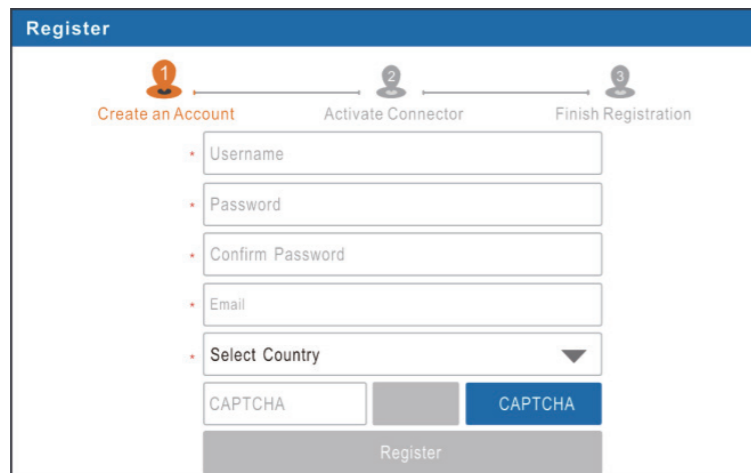 Register
1 2 3
Create an Account Activate Connector Finish Registration
* Username
* Password
* Confirm Password
* Email
* Select Country
CAPTCHA CAPTCHA
Register